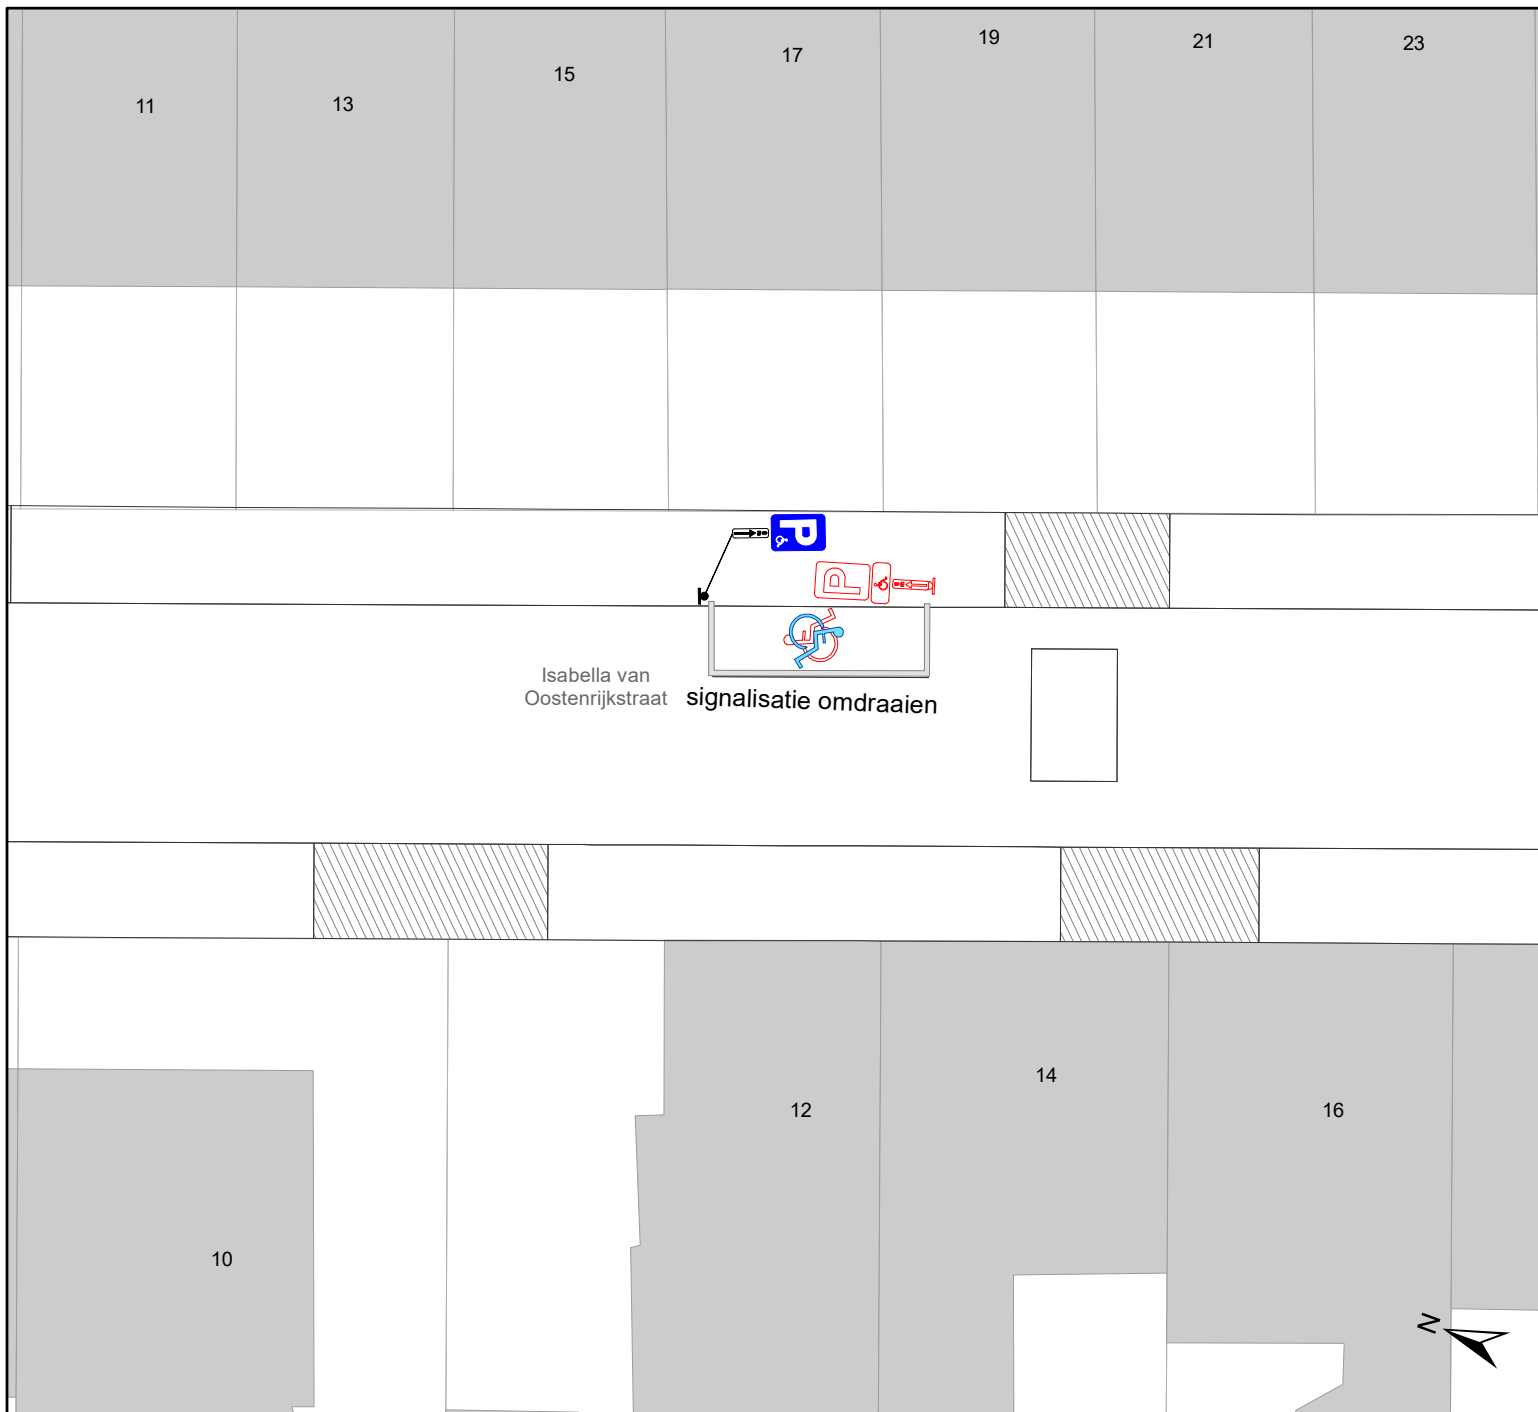 19
21
23
17
15
13
11
P
P
Isabella van
Oostenrijkstraat
signalisatie omdraaien
14
12
16
10
N